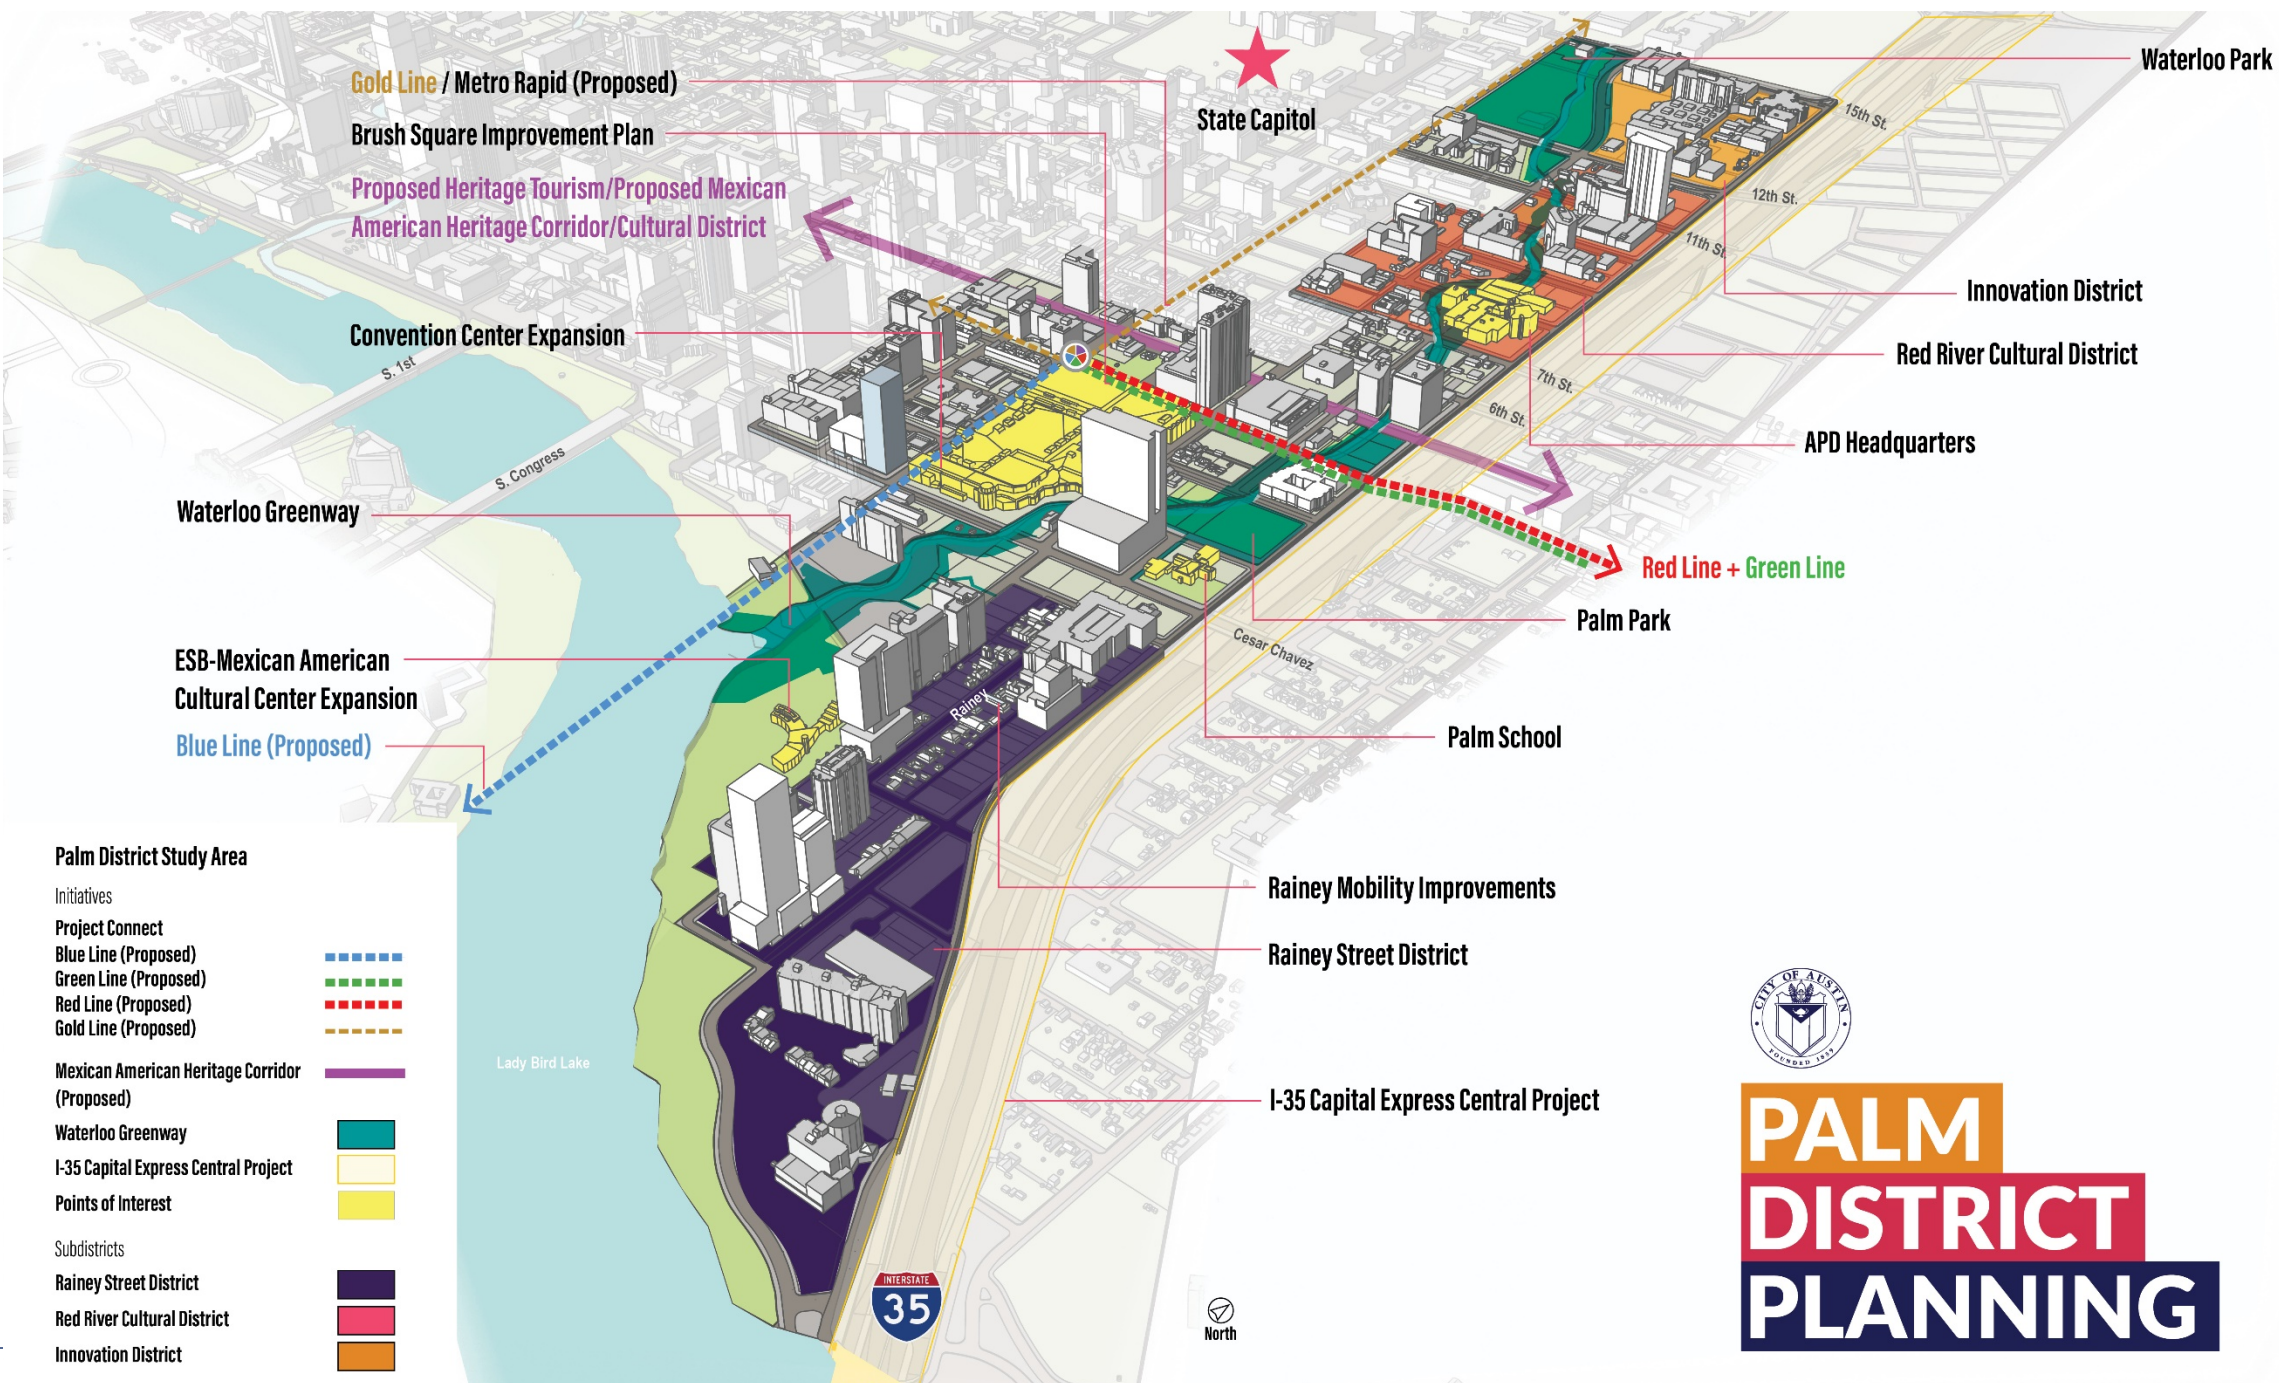 Gold Line / Metro Rapid (Proposed)
State Capitol
Waterloo Park
Brush Square Improvement Plan
15th St.
Proposed Heritage Tourism/Proposed Mexican
American Heritage Corridor/Cultural District
12th St.
11th St.
Innovation District
Convention Center Expansion
Red River Cultural District
S. 1st
7th St.
6th St.
APD Headquarters
S. Congress
Waterloo Greenway
Red Line + Green Line
Palm Park
Cesar Chavez
ESB-Mexican American
Cultural Center Expansion
Rainey
Blue Line (Proposed)
Palm School
Rainey Mobility Improvements
Rainey Street District
Lady Bird Lake
I-35 Capital Express Central Project
Palm District Study Area
Initiatives
Project Connect
Blue Line (Proposed)
Green Line (Proposed)
Red Line (Proposed)
Gold Line (Proposed)
Mexican American Heritage Corridor
(Proposed)
Waterloo Greenway
I-35 Capital Express Central Project
Points of Interest
Subdistricts
Rainey Street District
Red River Cultural District
Innovation District
INTERSTATE
35
North
CITY OF AUSTIN
FOUNDED 1839
PALM
DISTRICT
PLANNING